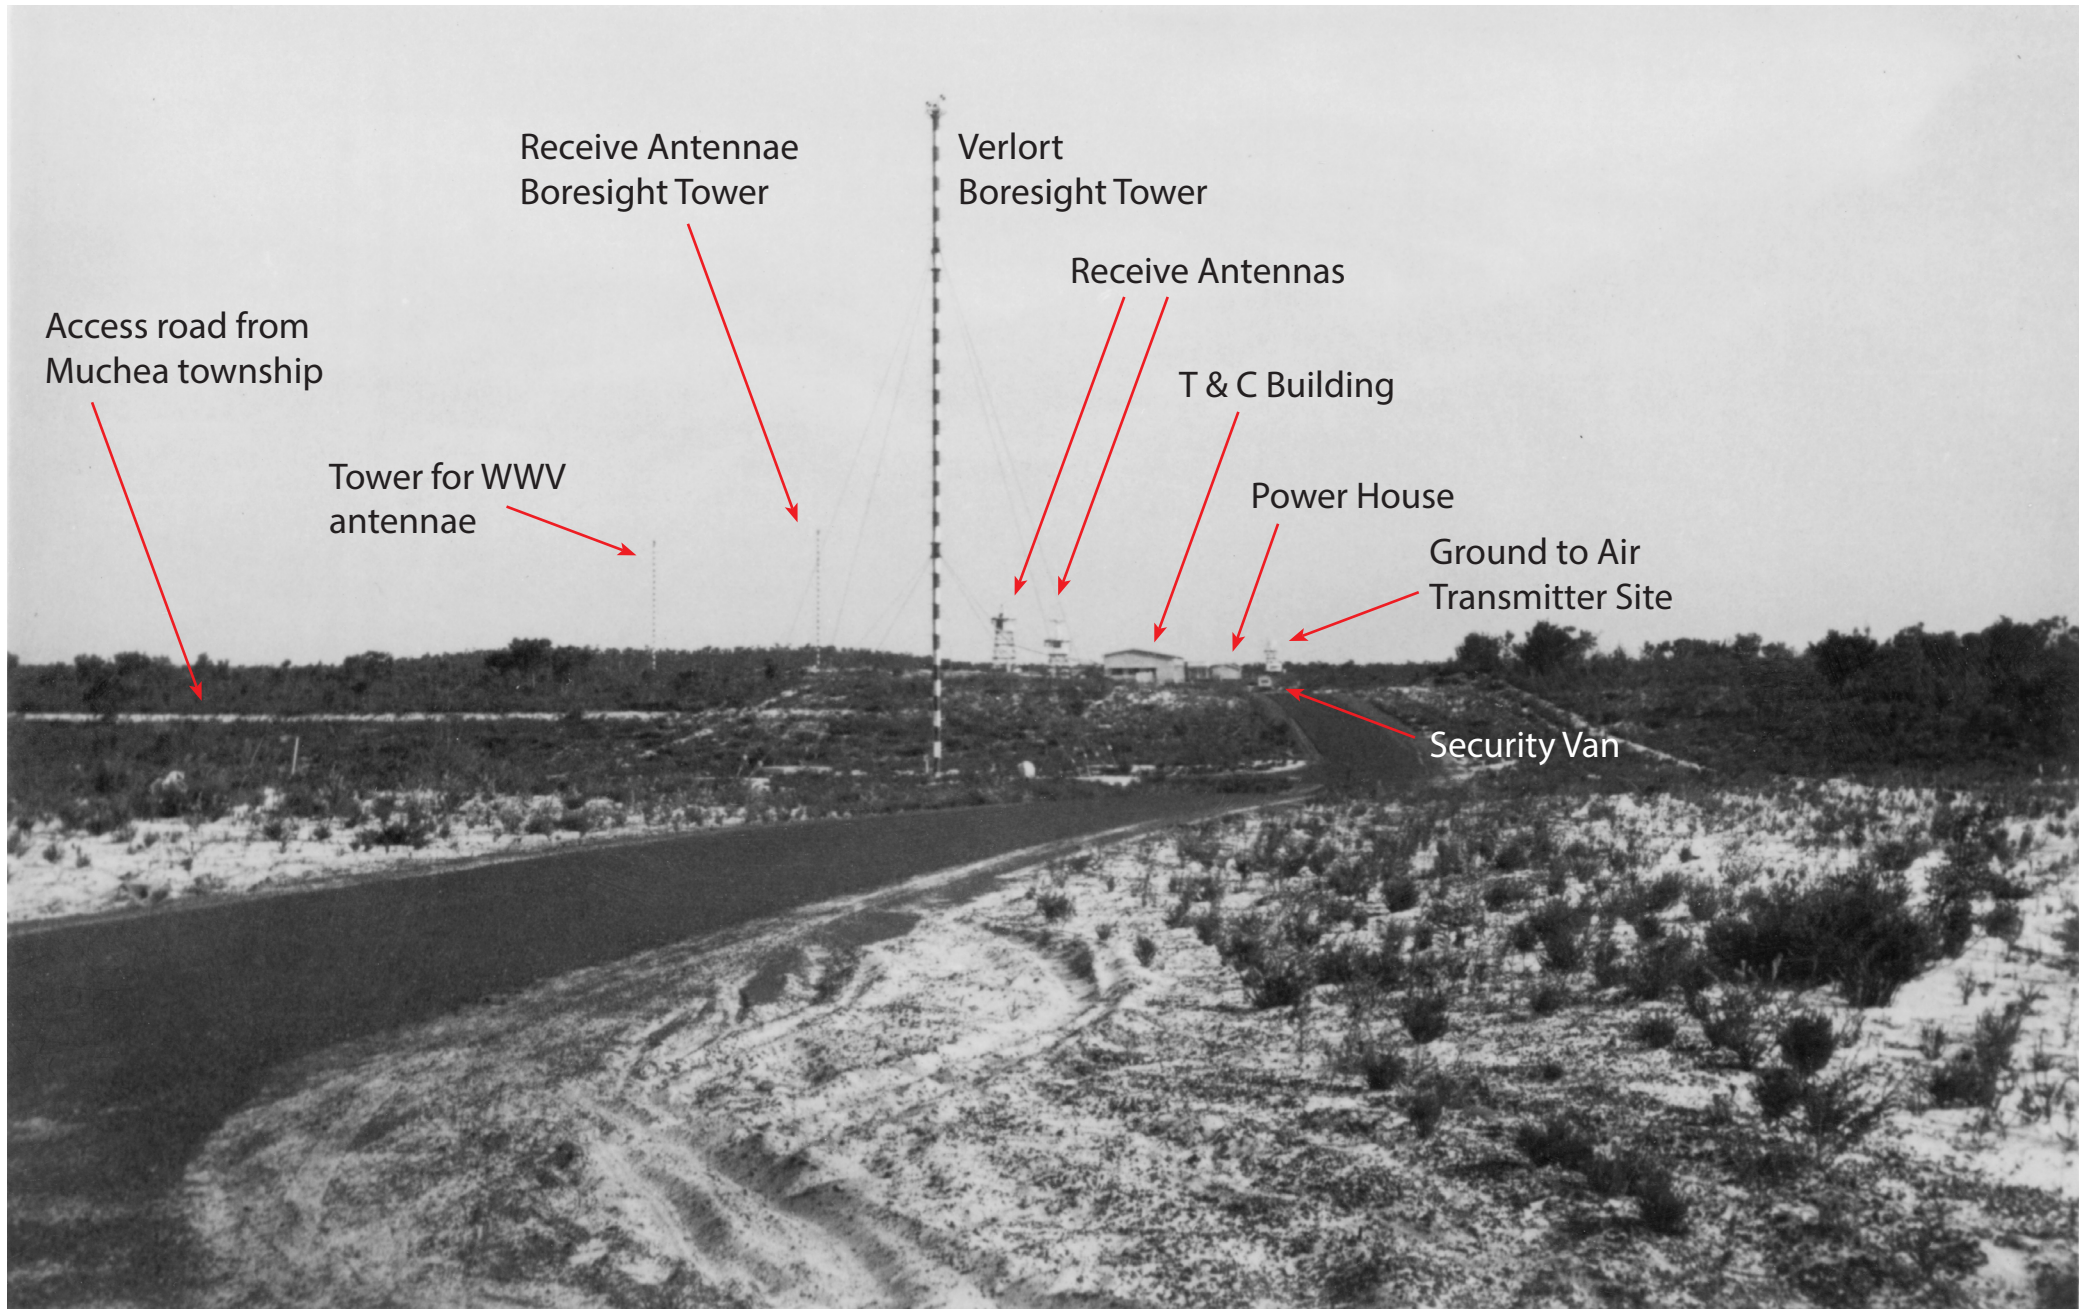 Receive Antennae
Boresight Tower
Verlort
Boresight Tower
Receive Antennas
Access road from
Muchea township
T & C Building
Tower for WWV
antennae
Power House
Ground to Air
Transmitter Site
Security Van